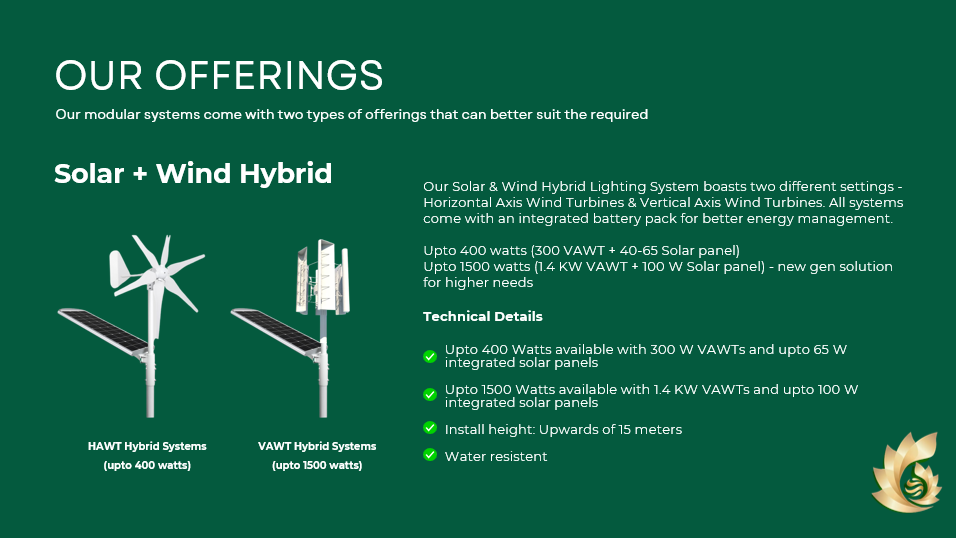 OUR OFFERINGS
Our modular systems come with two types of offerings that can better suit the required
Solar + Wind Hybrid
HAWT Hybrid Systems
(upto 400 watts)
VAWT Hybrid Systems
(upto 1500 watts)
Our Solar & Wind Hybrid Lighting System boasts two different settings -
Horizontal Axis Wind Turbines & Vertical Axis Wind Turbines. All systems
come with an integrated battery pack for better energy management.
Upto 400 watts (300 VAWT + 40-65 Solar panel)
Upto 1500 watts (1.4 KW VAWT + 100 W Solar panel) - new gen solution
for higher needs
Technical Details
Upto 400 Watts available with 300 W VAWTs and upto 65 W
integrated solar panels
Upto 1500 Watts available with 1.4 KW VAWTs and upto 100 W
integrated solar panels
Install height: Upwards of 15 meters
Water resistent